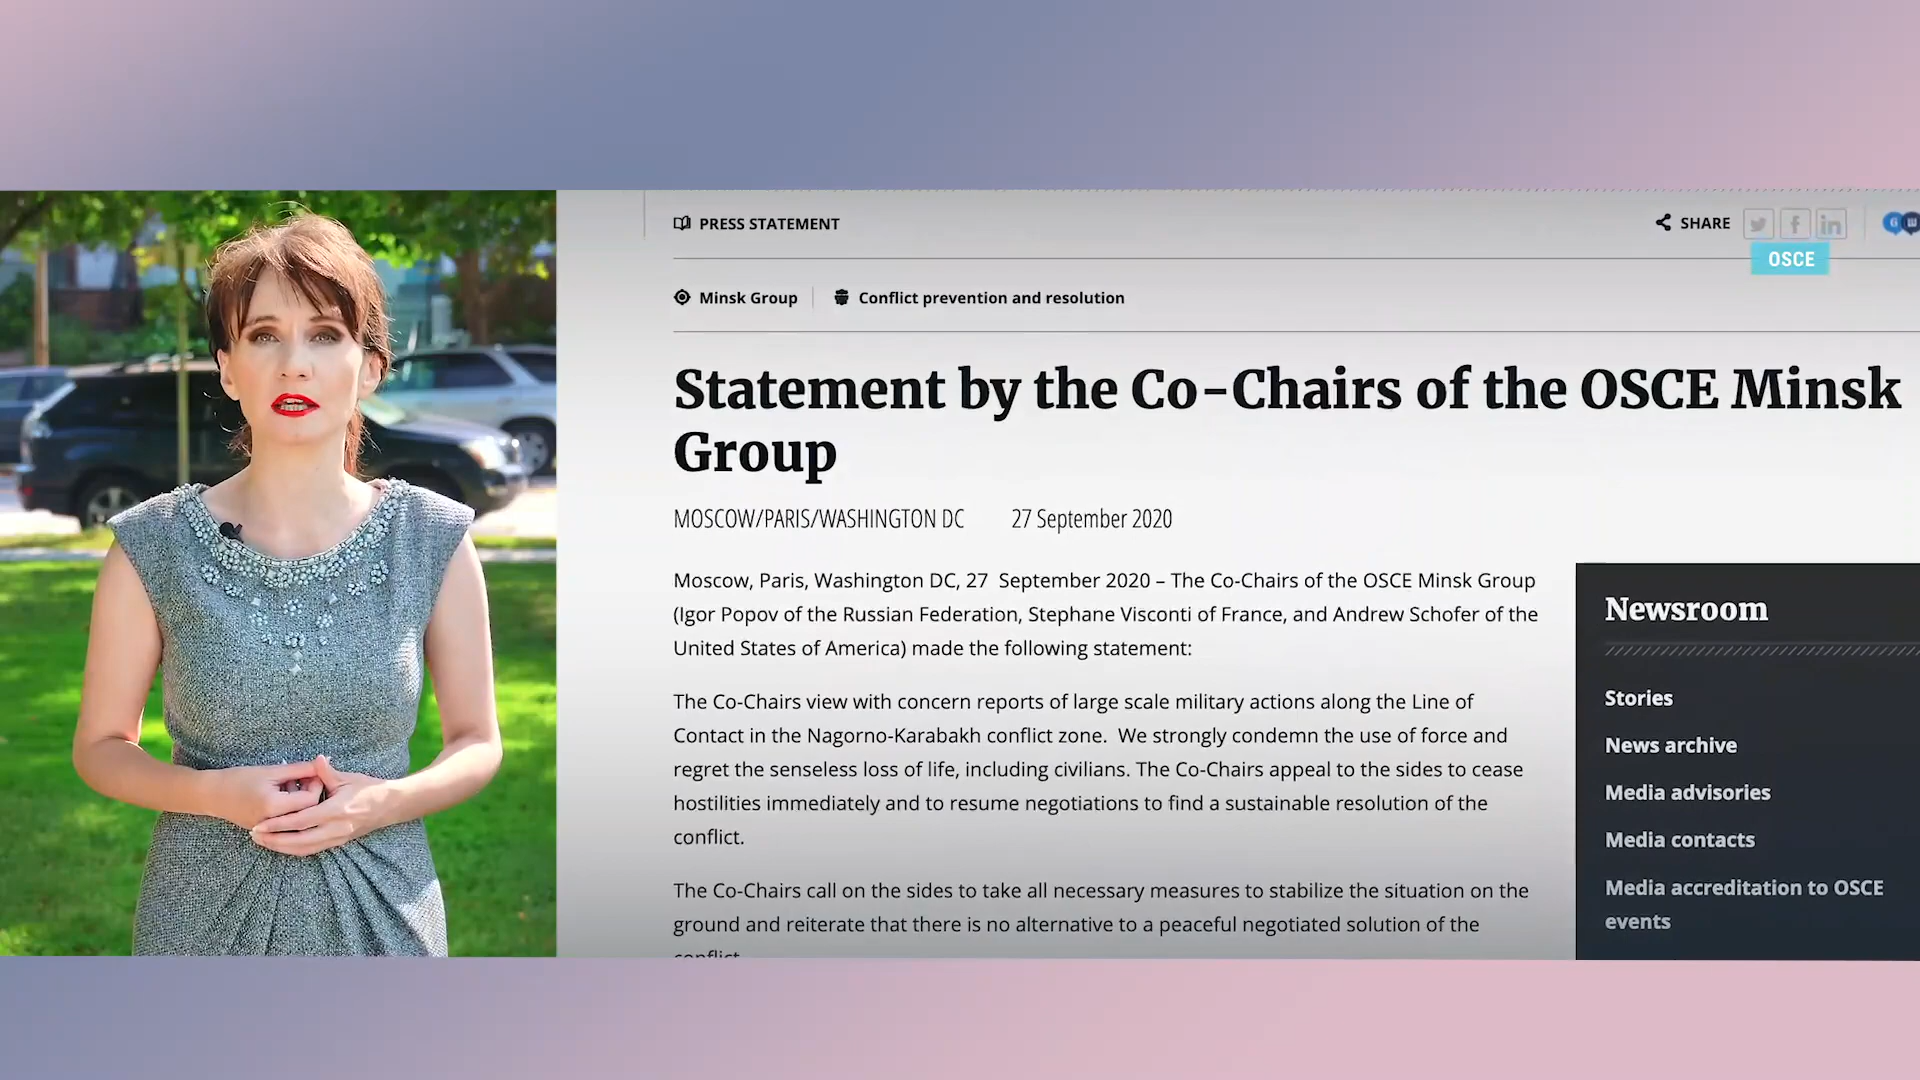 PRESS STATEMENT
SHARE
OSCE
Minsk Group
Conflict prevention and resolution
Statement by the Co-Chairs of the OSCE Minsk
Group
MOSCOW/PARIS/WASHINGTON DC 27 September 2020
Moscow, Paris, Washington DC, 27 September 2020 – The Co-Chairs of the OSCE Minsk Group
(Igor Popov of the Russian Federation, Stephane Visconti of France, and Andrew Schofer of the
United States of America) made the following statement:
The Co-Chairs view with concern reports of large scale military actions along the Line of
Contact in the Nagorno-Karabakh conflict zone. We strongly condemn the use of force and
regret the senseless loss of life, including civilians. The Co-Chairs appeal to the sides to cease
hostilities immediately and to resume negotiations to find a sustainable resolution of the
conflict.
The Co-Chairs call on the sides to take all necessary measures to stabilize the situation on the
ground and reiterate that there is no alternative to a peaceful negotiated solution of the
conflict.
Newsroom
Stories
News archive
Media advisories
Media contacts
Media accreditation to OSCE
events